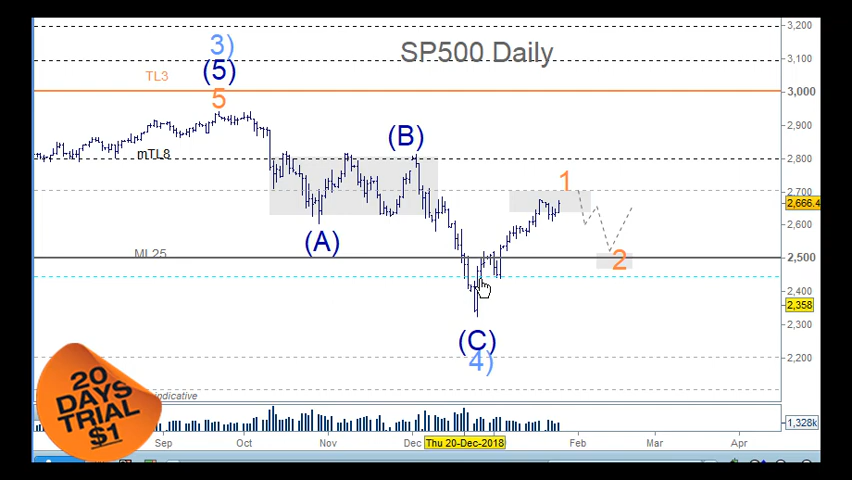 SP500 Daily
3)
(5)
5
TL3
mTL8
(B)
(A)
1
ML25
2
(C)
4)
3,200
3,100
3,000
2,900
2,800
2,700
2,666.4
2,600
2,500
2,400
2,358
2,300
2,200
indicative
1,328k
20
DAYS
TRIAL
$1
Sep
Oct
Nov
Dec
Thu 20-Dec-2018
Feb
Mar
Apr